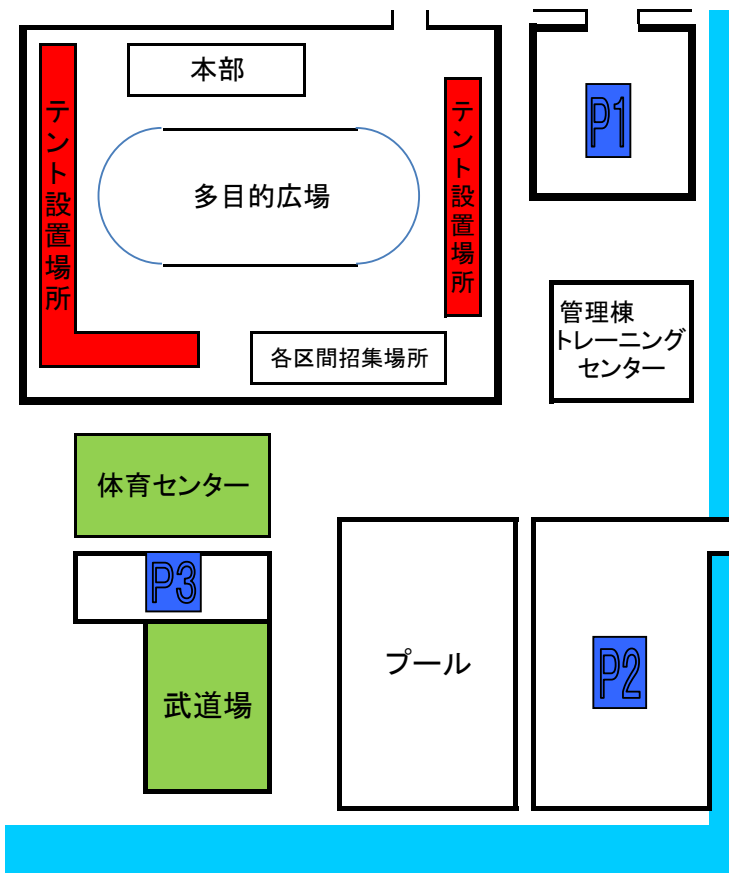 本部
P1
テント設置場所
テント設置場所
多目的広場
管理棟
トレーニング
センター
各区間招集場所
体育センター
P3
プール
P2
武道場